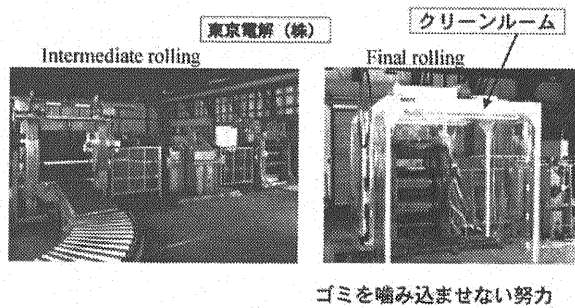 東京電解（株）
クリーンルーム
Intermediate rolling
Final rolling
ゴミを噛み込ませない努力